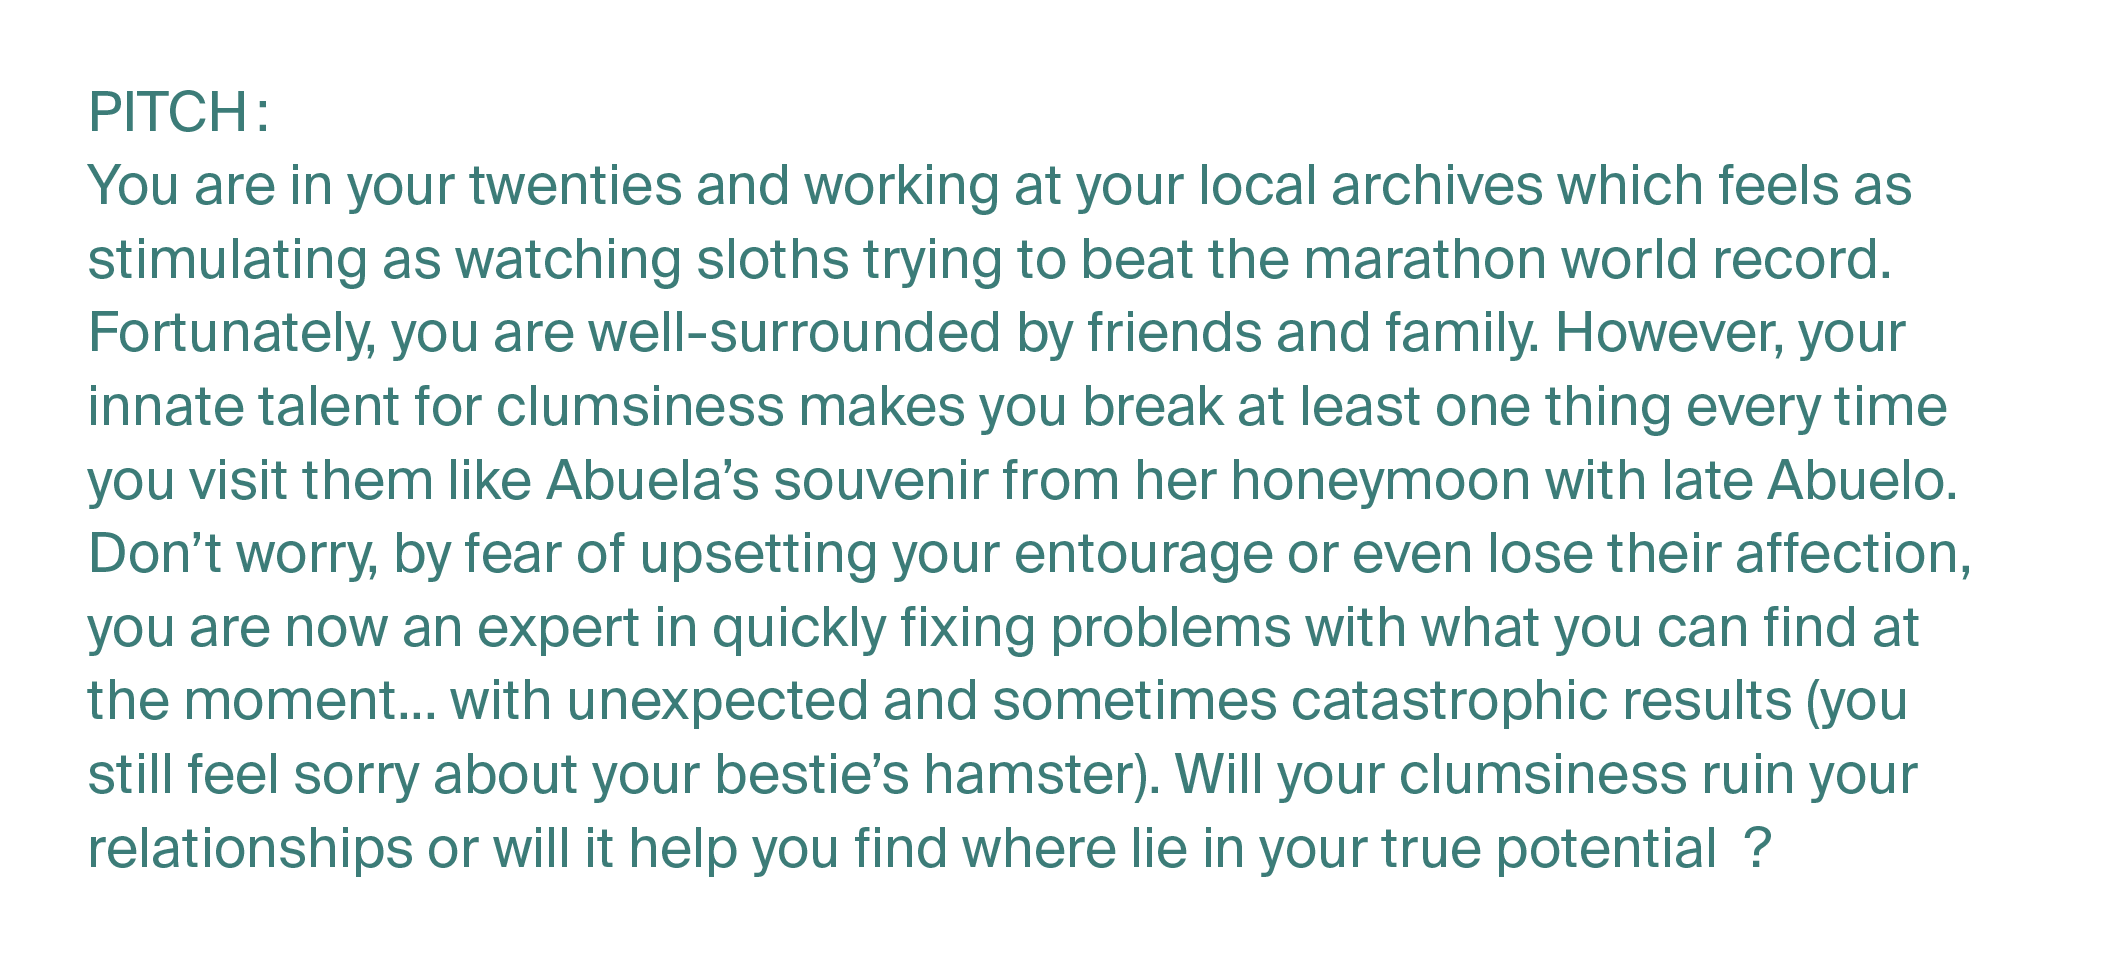 PITCH :
You are in your twenties and working at your local archives which feels as
stimulating as watching sloths trying to beat the marathon world record.
Fortunately, you are well-surrounded by friends and family. However, your
innate talent for clumsiness makes you break at least one thing every time
you visit them like Abuela’s souvenir from her honeymoon with late Abuelo.
Don’t worry, by fear of upsetting your entourage or even lose their affection,
you are now an expert in quickly fixing problems with what you can find at
the moment... with unexpected and sometimes catastrophic results (you
still feel sorry about your bestie’s hamster). Will your clumsiness ruin your
relationships or will it help you find where lie in your true potential  ?